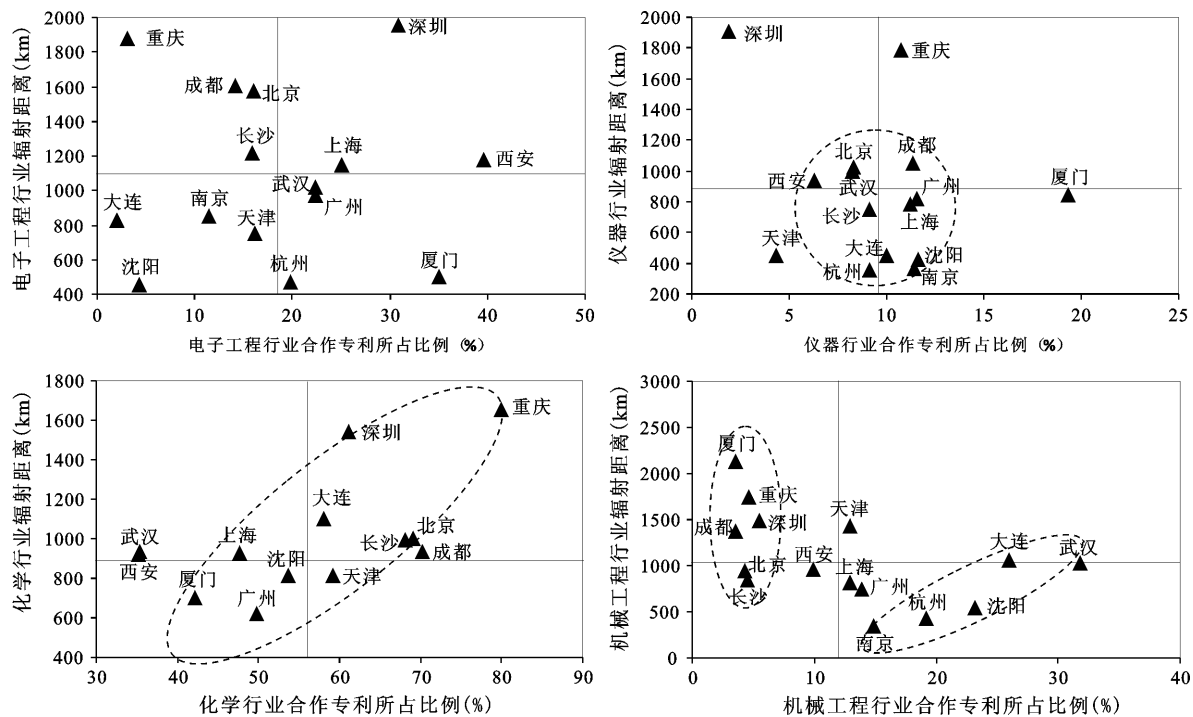 电子工程行业辐射距离(km)
2000
1800
1600
1400
1200
1000
800
600
400
重庆
深圳
成都
北京
长沙
上海
西安
武汉
广州
大连
南京
天津
沈阳
杭州
厦门
0
10
20
30
40
50
电子工程行业合作专利所占比例 (%)
仪器行业辐射距离(km)
2000
1800
1600
1400
1200
1000
800
600
400
200
深圳
重庆
北京
成都
西安
武汉
广州
厦门
长沙
上海
天津
大连
沈阳
杭州
南京
0
5
10
15
20
25
仪器行业合作专利所占比例 (%)
化学行业辐射距离(km)
1800
1600
1400
1200
1000
800
600
400
重庆
深圳
大连
武汉
上海
长沙
北京
成都
西安
沈阳
天津
厦门
广州
30
40
50
60
70
80
90
化学行业合作专利所占比例(%)
机械工程行业辐射距离(km)
3000
2500
2000
1500
1000
500
0
厦门
重庆
成都
深圳
天津
北京
西安
上海
大连
武汉
长沙
广州
杭州
沈阳
南京
0
10
20
30
40
机械工程行业合作专利所占比例(%)